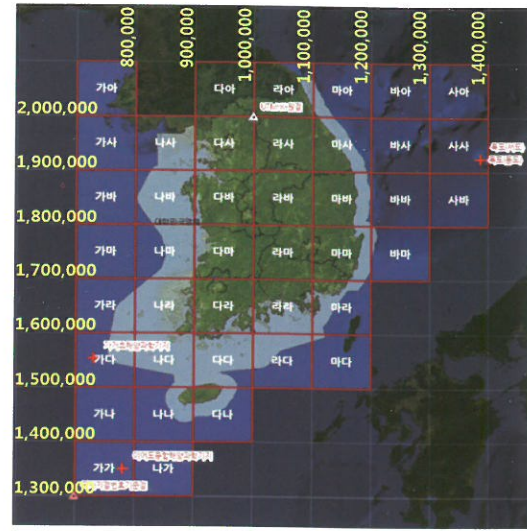 800,000 900,000 1,000,000 1,100,000 1,200,000 1,300,000 1,400,000
가아 다아 라아 마아 바아 사아
2,000,000
가사 나사 다사 라사 마사 바사 사사
1,900,000
가바 나바 다바 라바 마바 바바 사바
1,800,000
가마 나마 다마 라마 마마 바마
1,700,000
가라 나라 다라 라라 마라
1,600,000
가다 나다 다다 라다 마다
1,500,000
가나 나나 다나
1,400,000
가가 나가
1,300,000